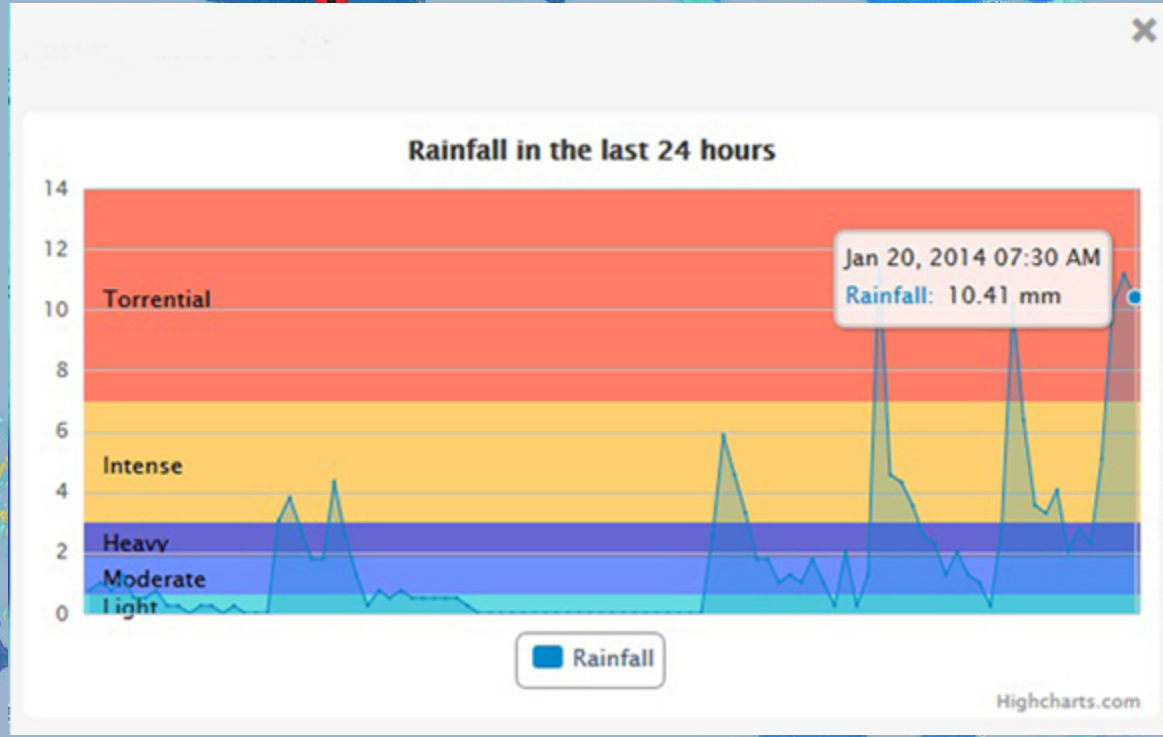 Rainfall in the last 24 hours
14
12
10
8
6
4
2
0
Torrential
Intense
Heavy
Moderate
Light
Jan 20, 2014 07:30 AM
Rainfall: 10.41 mm
Rainfall
Highcharts.com